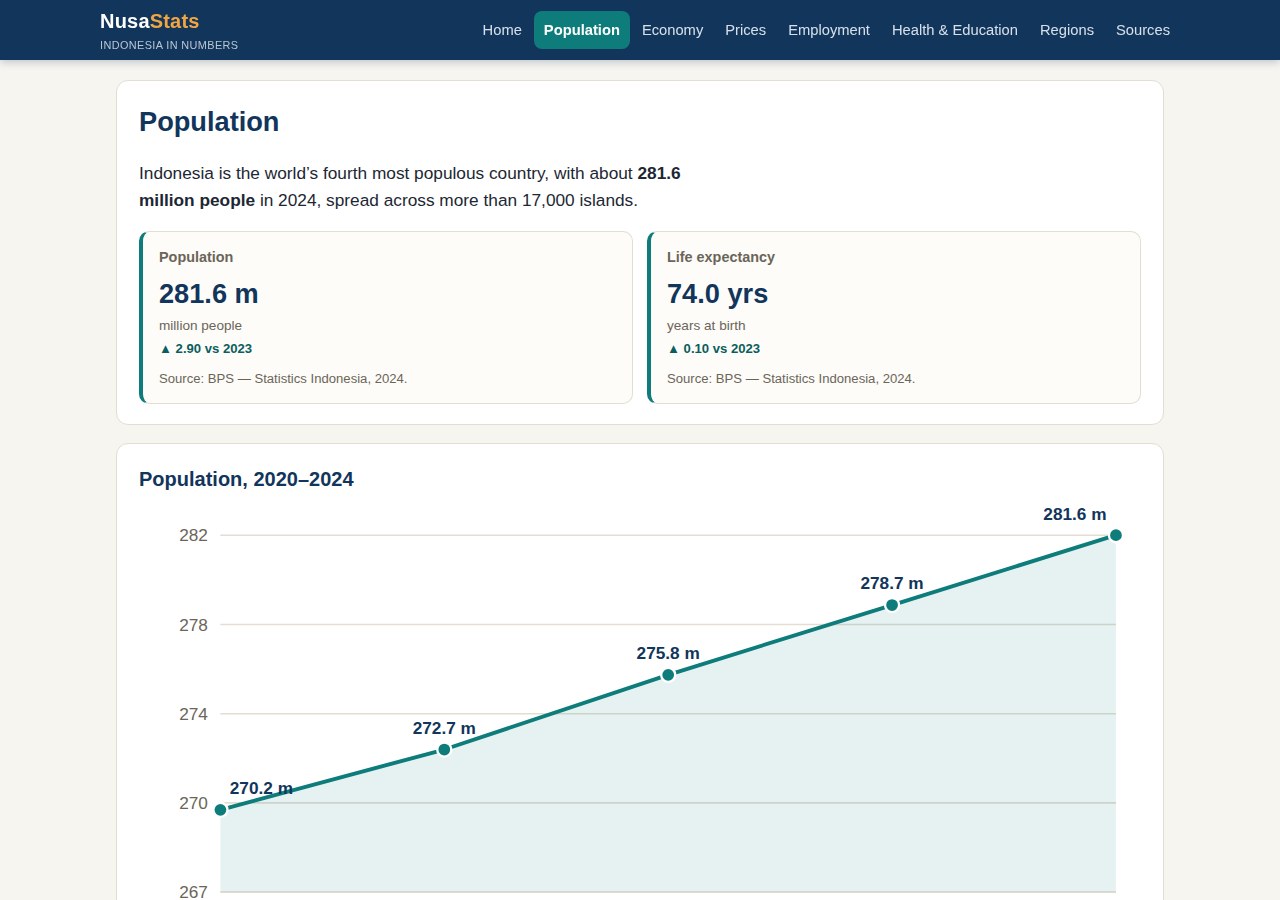 NusaStats
INDONESIA IN NUMBERS
Home Population Economy Prices Employment Health & Education Regions Sources
Population
Indonesia is the world’s fourth most populous country, with about 281.6
million people in 2024, spread across more than 17,000 islands.
Population
281.6 m
million people
▲ 2.90 vs 2023
Source: BPS — Statistics Indonesia, 2024.
Life expectancy
74.0 yrs
years at birth
▲ 0.10 vs 2023
Source: BPS — Statistics Indonesia, 2024.
Population, 2020–2024
281.6 m
282
278.7 m
278
275.8 m
274
272.7 m
270.2 m
270
267